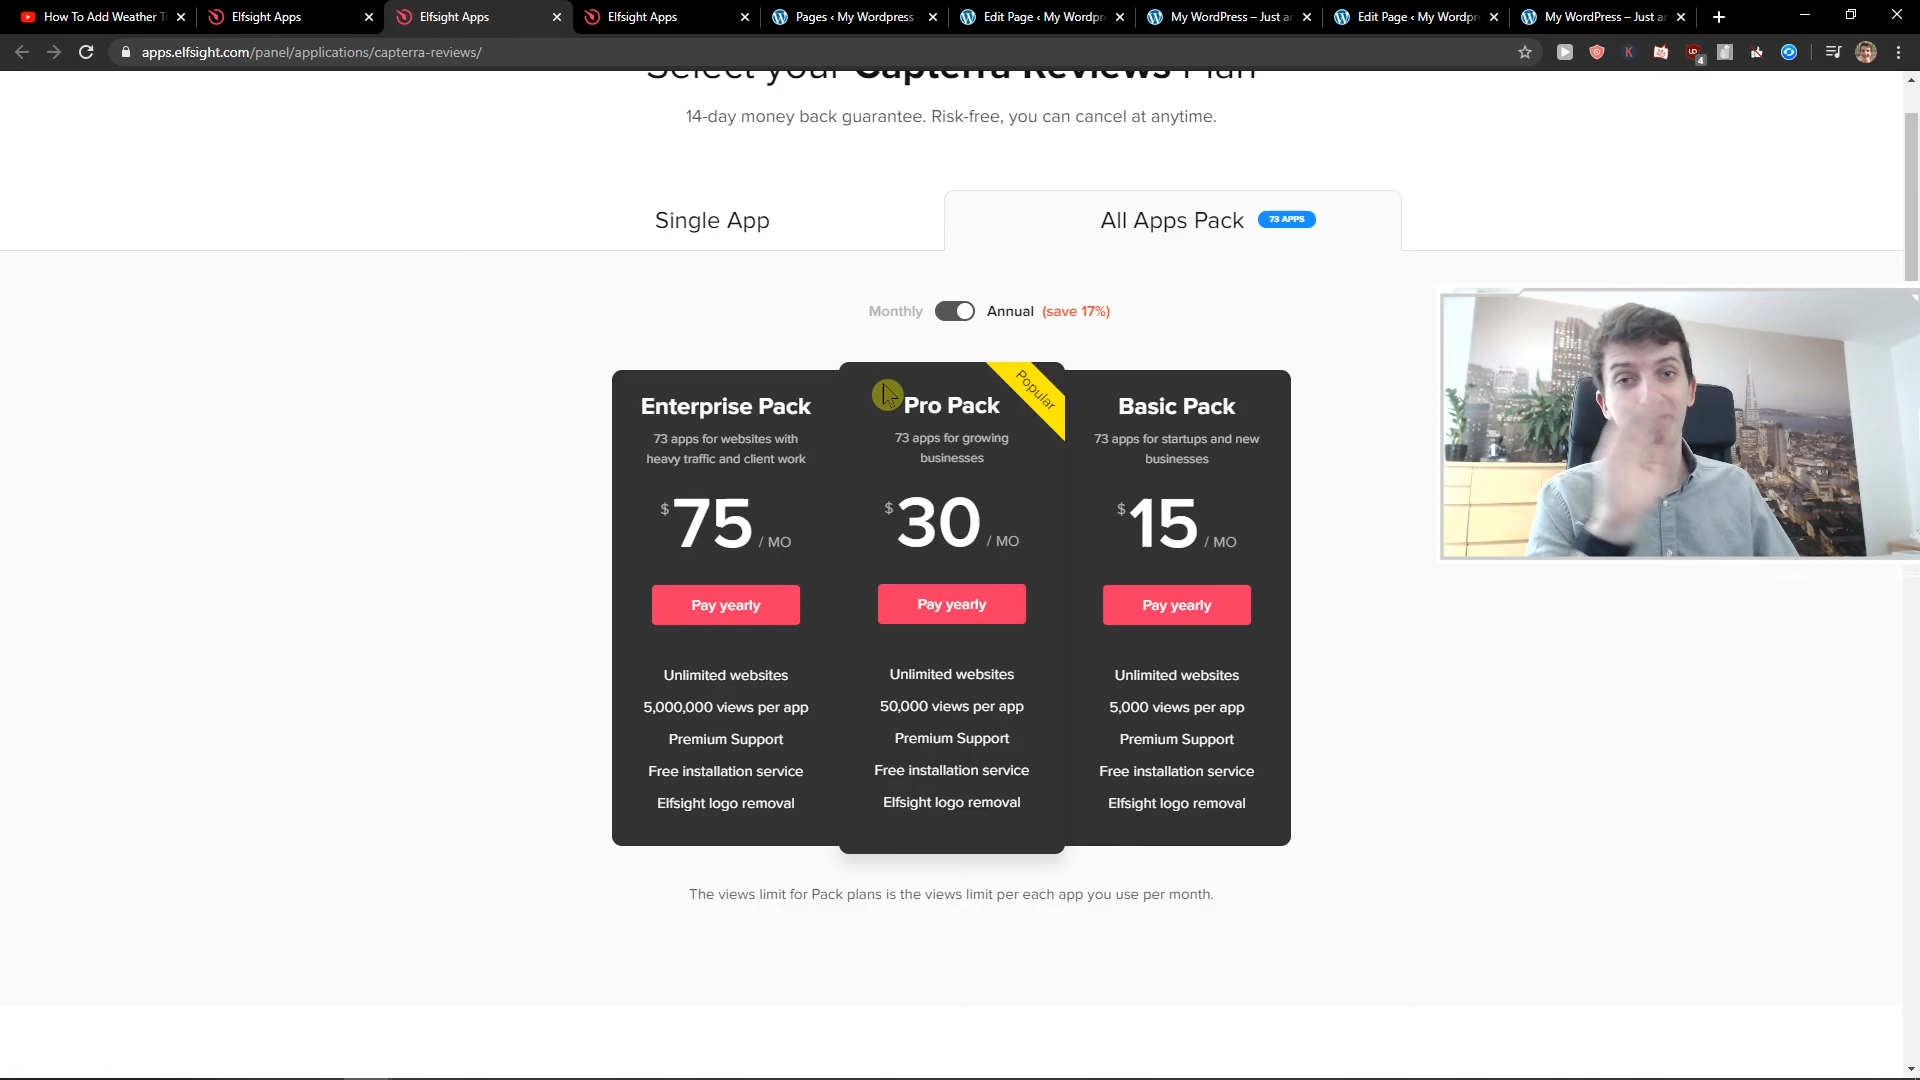 How To Add Weather T
Elfsight Apps
Elfsight Apps
Elfsight Apps
Pages ‹ My Wordpress
Edit Page ‹ My Wordpr
My WordPress – Just a
Edit Page ‹ My Wordpr
My WordPress – Just a
apps.elfsight.com/panel/applications/capterra-reviews/
4
Select your Capterra Reviews Plan
14-day money back guarantee. Risk-free, you can cancel at anytime.
Single App
All Apps Pack 73 APPS
Monthly Annual (save 17%)
Enterprise Pack
73 apps for websites with
heavy traffic and client work
$75 / MO
Pay yearly
Unlimited websites
5,000,000 views per app
Premium Support
Free installation service
Elfsight logo removal
Popular
Pro Pack
73 apps for growing
businesses
$30 / MO
Pay yearly
Unlimited websites
50,000 views per app
Premium Support
Free installation service
Elfsight logo removal
Basic Pack
73 apps for startups and new
businesses
$15 / MO
Pay yearly
Unlimited websites
5,000 views per app
Premium Support
Free installation service
Elfsight logo removal
The views limit for Pack plans is the views limit per each app you use per month.